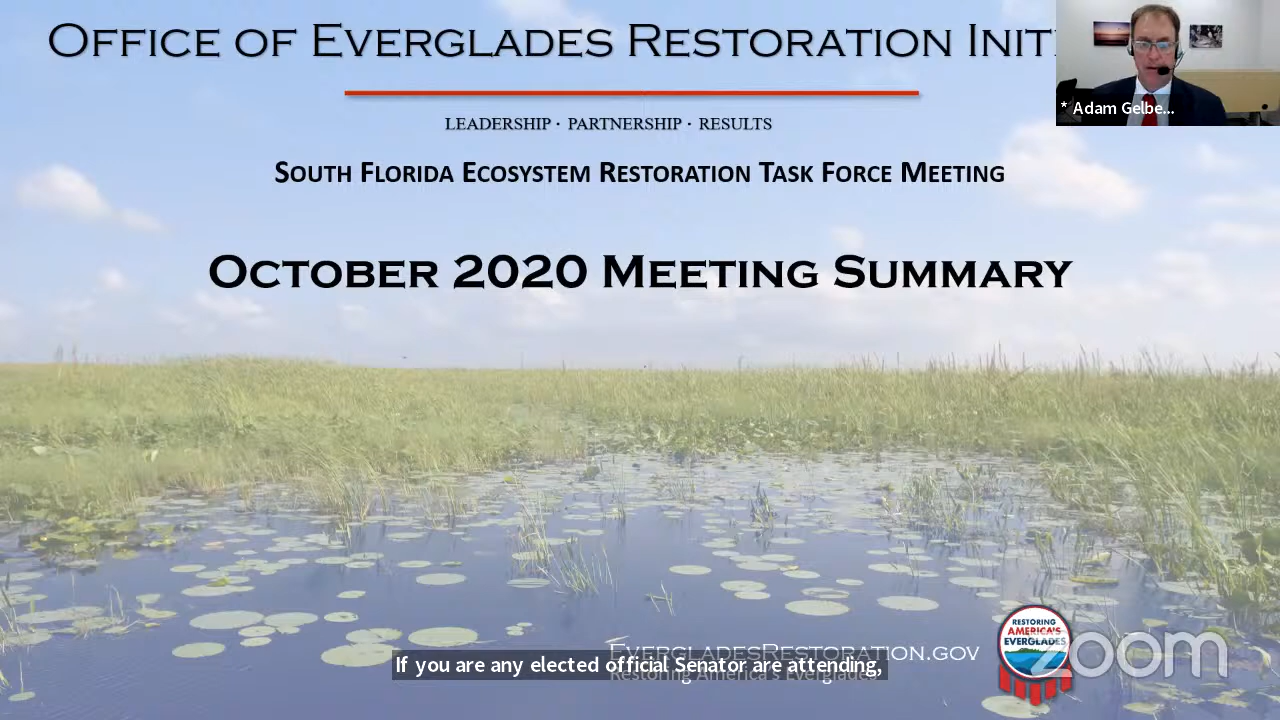 OFFICE OF EVERGLADES RESTORATION INITI
* Adam Gelbe...
LEADERSHIP · PARTNERSHIP · RESULTS
SOUTH FLORIDA ECOSYSTEM RESTORATION TASK FORCE MEETING
OCTOBER 2020 MEETING SUMMARY
RESTORING
AMERICA'S
EVERGLADES
zoom
EVERGLADESRESTORATION.GOV
If you are any elected official Senator are attending,
Restoring America's Everglades